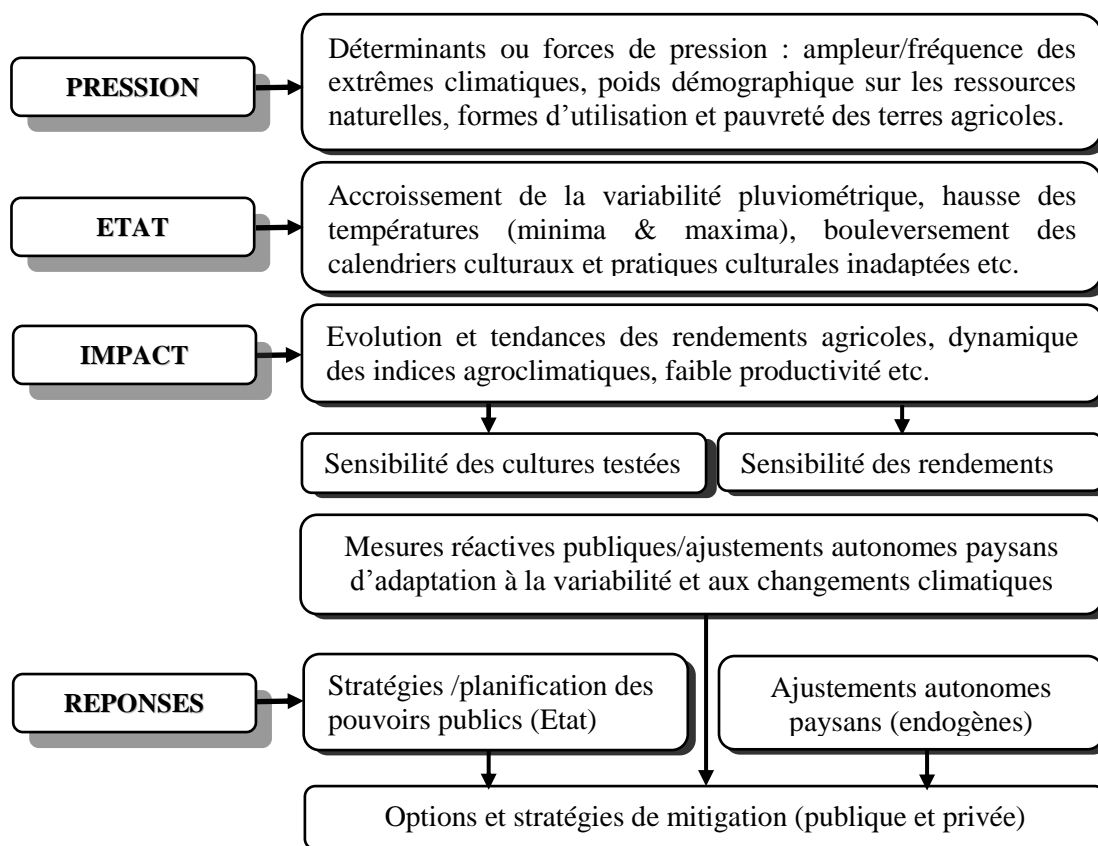 PRESSION
Déterminants ou forces de pression : ampleur/fréquence des
extrêmes climatiques, poids démographique sur les ressources
naturelles, formes d’utilisation et pauvreté des terres agricoles.
ETAT
Accroissement de la variabilité pluviométrique, hausse des
températures (minima & maxima), bouleversement des
calendriers culturaux et pratiques culturales inadaptées etc.
IMPACT
Evolution et tendances des rendements agricoles, dynamique
des indices agroclimatiques, faible productivité etc.
Sensibilité des cultures testées
Sensibilité des rendements
Mesures réactives publiques/ajustements autonomes paysans
d’adaptation à la variabilité et aux changements climatiques
REPONSES
Stratégies /planification des
pouvoirs publics (Etat)
Ajustements autonomes
paysans (endogènes)
Options et stratégies de mitigation (publique et privée)